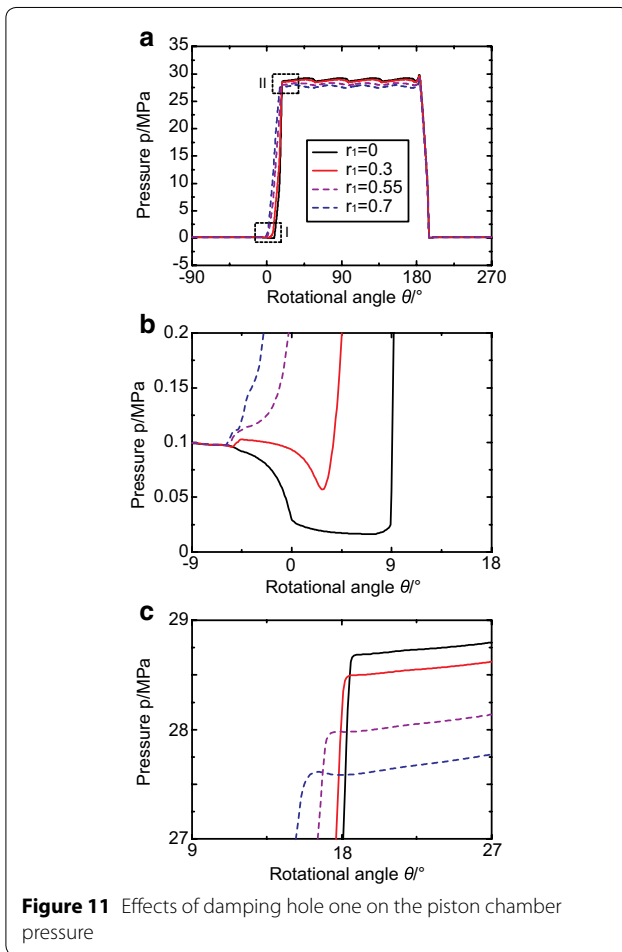 a
35
30
25
20
15
10
5
0
-5
Pressure p/MPa
II
I
r₁=0
r₁=0.3
r₁=0.55
r₁=0.7
-90 0 90 180 270
Rotational angle θ/°
b
0.2
0.15
0.1
0.05
0
Pressure p/MPa
-9 0 9 18
Rotational angle θ/°
c
29
28
27
Pressure p/MPa
9 18 27
Rotational angle θ/°
Figure 11 Effects of damping hole one on the piston chamber
pressure